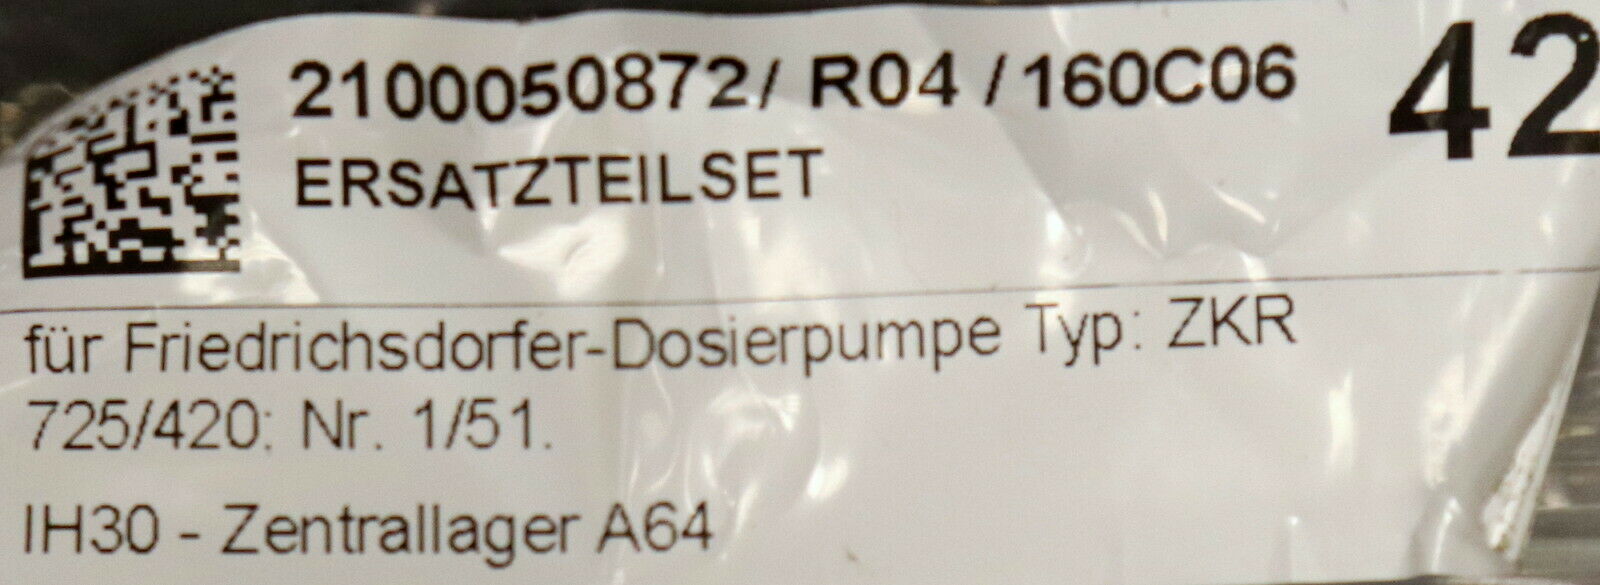 2100050872/ R04 /160C06
42
ERSATZTEILSET
für Friedrichsdorfer-Dosierpumpe Typ: ZKR
725/420: Nr. 1/51.
IH30 - Zentrallager A64